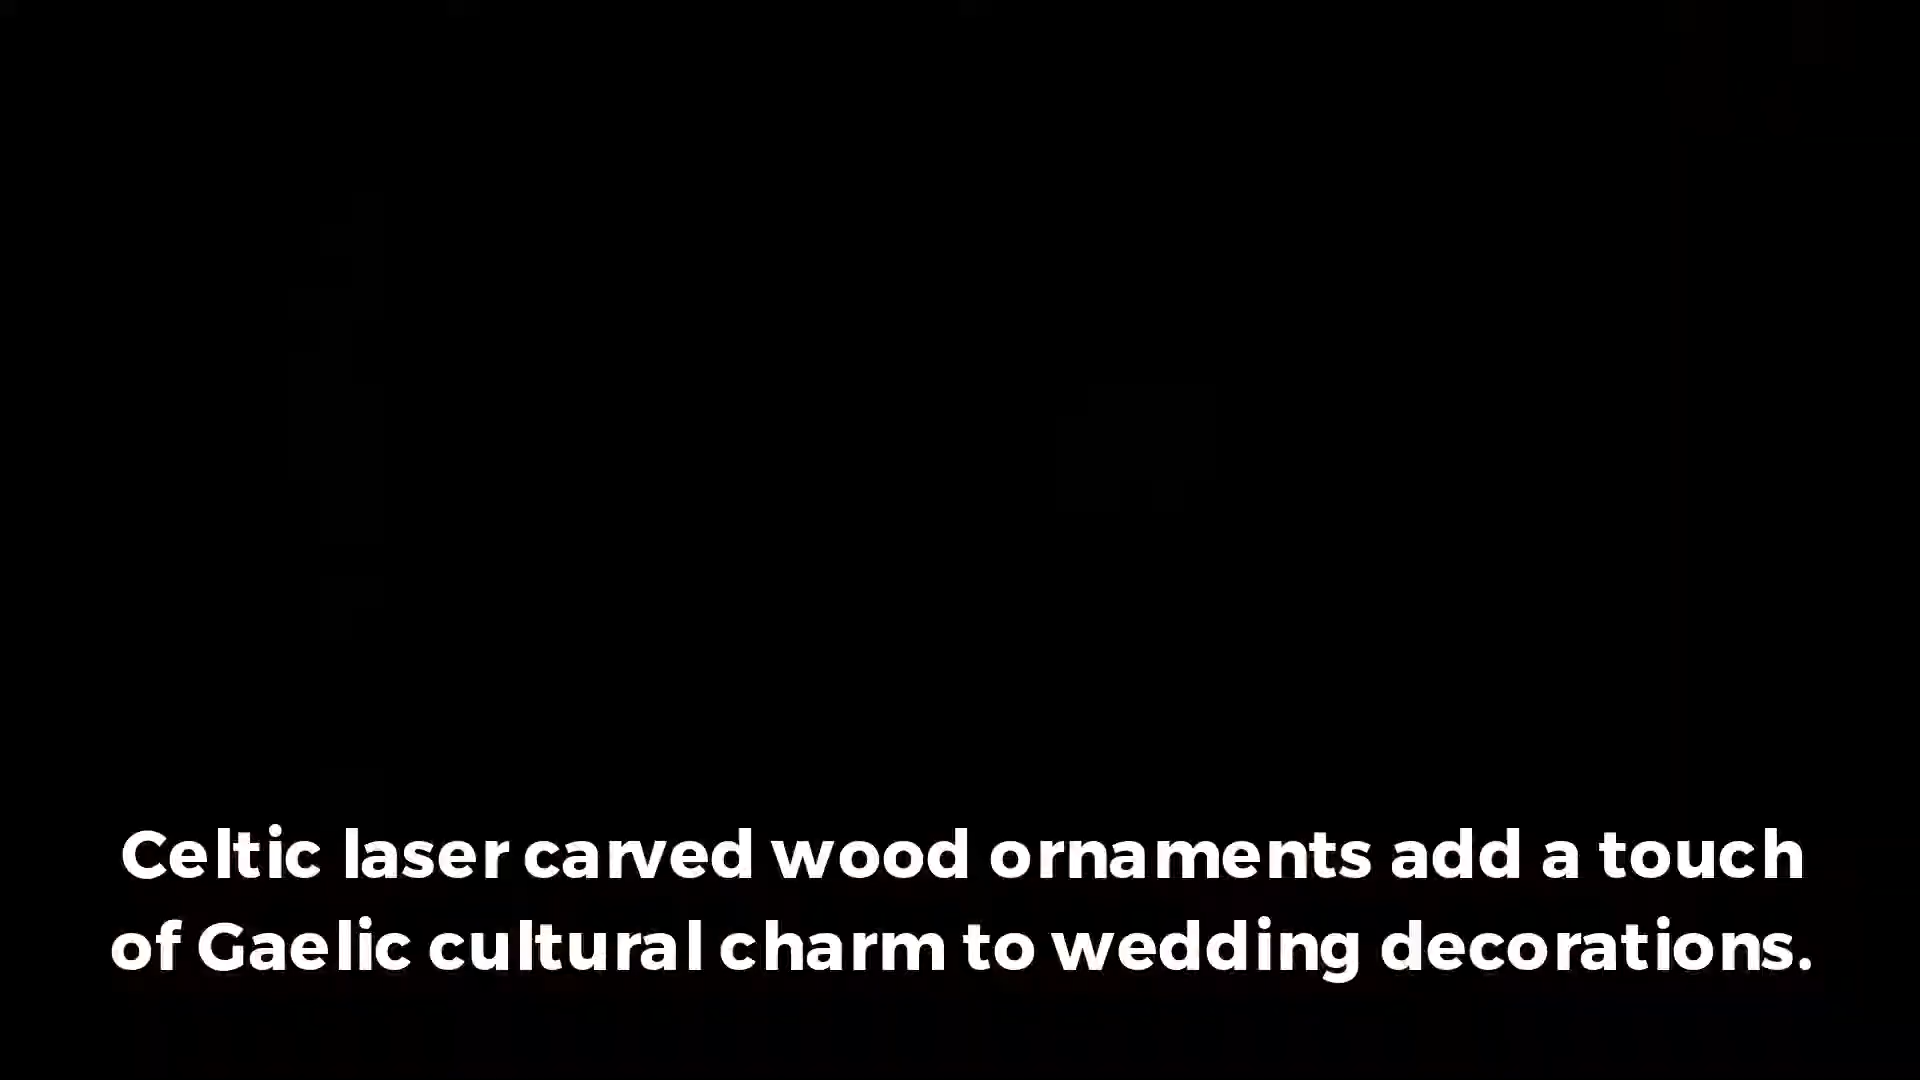 Celtic laser carved wood ornaments add a touch
of Gaelic cultural charm to wedding decorations.